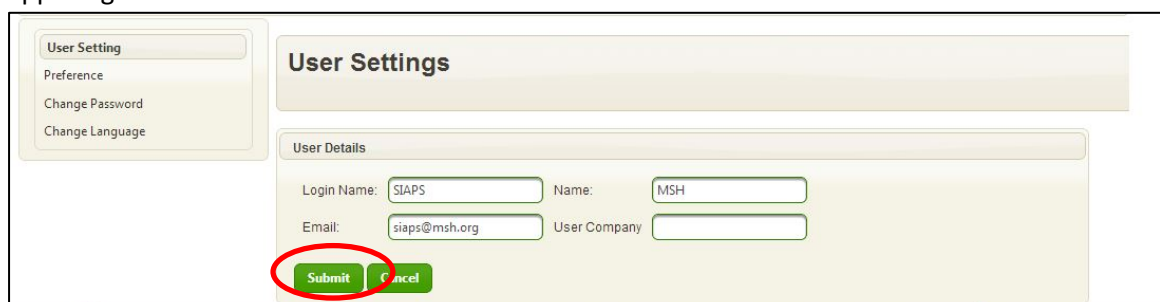 User Setting
Preference
Change Password
Change Language
User Settings
User Details
Login Name: SIAPS Name: MSH
Email: siaps@msh.org User Company
Submit Cancel